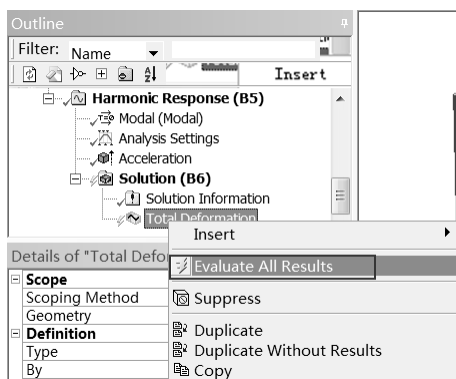 Outline
Filter: Name
Insert
Harmonic Response (B5)
Modal (Modal)
Analysis Settings
Acceleration
Solution (B6)
Solution Information
Total Deformation
Insert
Details of "Total Defor
Evaluate All Results
Scope
Scoping Method
Suppress
Geometry
Definition
Duplicate
Type
Duplicate Without Results
By
Copy